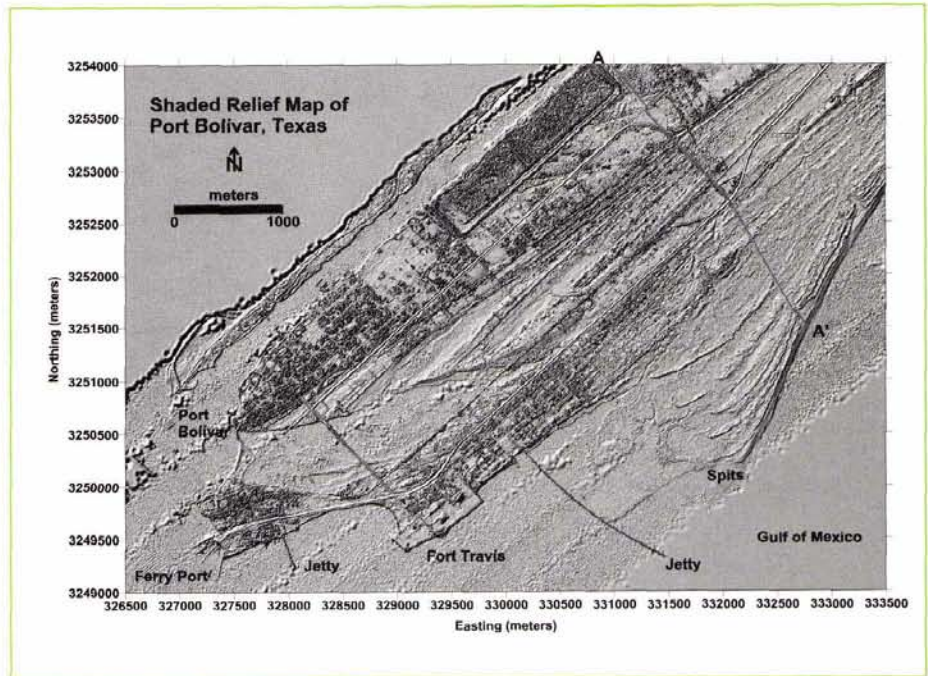 A
3254000
3253500
3253000
3252500
3252000
3251500
3251000
3250500
3250000
3249500
3249000
Northing (meters)
Shaded Relief Map of
Port Bolivar, Texas
N
meters
0 1000
A'
Port
Bolivar
Spits
Gulf of Mexico
Ferry Port
Jetty
Fort Travis
Jetty
326500 327000 327500 328000 328500 329000 329500 330000 330500 331000 331500 332000 332500 333000 333500
Easting (meters)